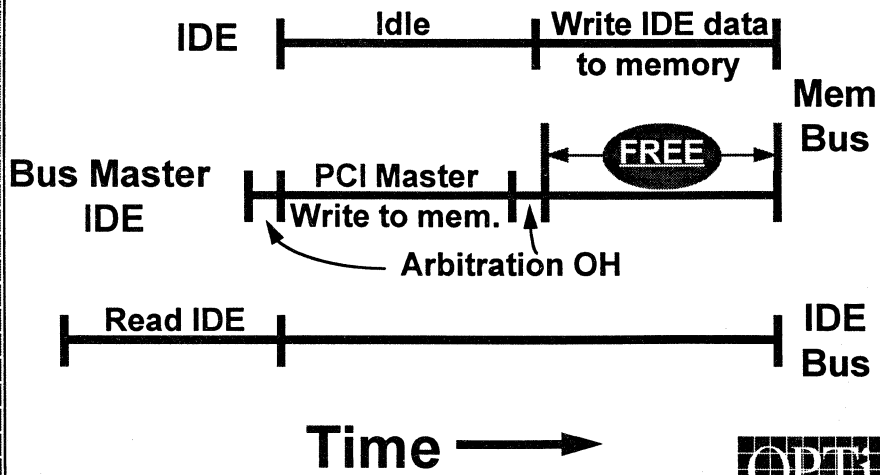 IDE
Idle
Write IDE data
to memory
Mem
Bus
FREE
Bus Master
IDE
PCI Master
Write to mem.
Arbitration OH
Read IDE
IDE
Bus
Time
OPTi